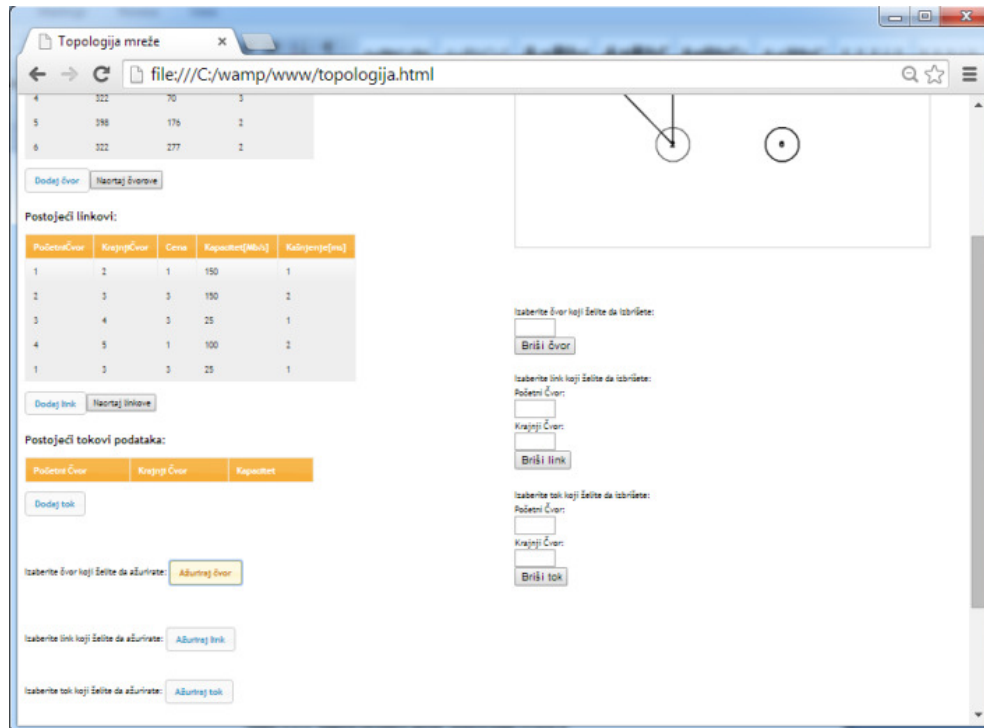 Topologija mreže
file:///C:/wamp/www/topologija.html
4 322 70 3
5 398 176 2
6 322 277 2
Dodaj čvor Nacrtaj čvorove
Postojeći linkovi:
PočetniČvor KrajnjiČvor Cena Kapacitet[Mb/s] Kašnjenje[ms]
1 2 1 150 1
2 3 3 150 2
3 4 3 25 1
4 5 1 100 2
1 3 3 25 1
Dodaj link Nacrtaj linkove
Postojeći tokovi podataka:
Početni Čvor Krajnji Čvor Kapacitet
Dodaj tok
Izaberite čvor koji želite da ažurirate: Ažuriraj čvor
Izaberite link koji želite da ažurirate: Ažuriraj link
Izaberite tok koji želite da ažurirate: Ažuriraj tok
6
Izaberite čvor koji želite da izbrišete:
Briši čvor
Izaberite link koji želite da izbrišete:
Početni Čvor:
Krajnji Čvor:
Briši link
Izaberite tok koji želite da izbrišete:
Početni Čvor:
Krajnji Čvor:
Briši tok